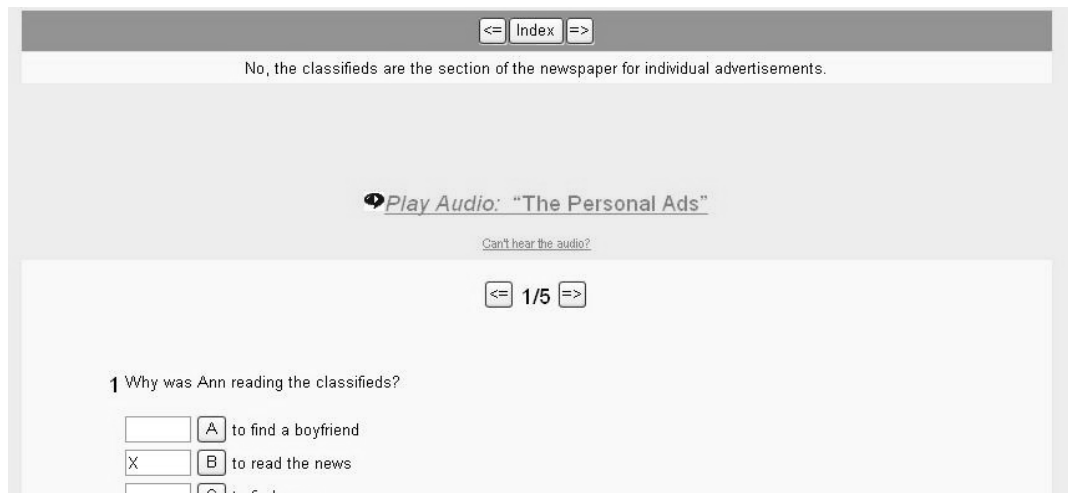 <= Index =>
No, the classifieds are the section of the newspaper for individual advertisements.
Play Audio: “The Personal Ads”
Can't hear the audio?
<= 1/5 =>
1 Why was Ann reading the classifieds?
A to find a boyfriend
X B to read the news